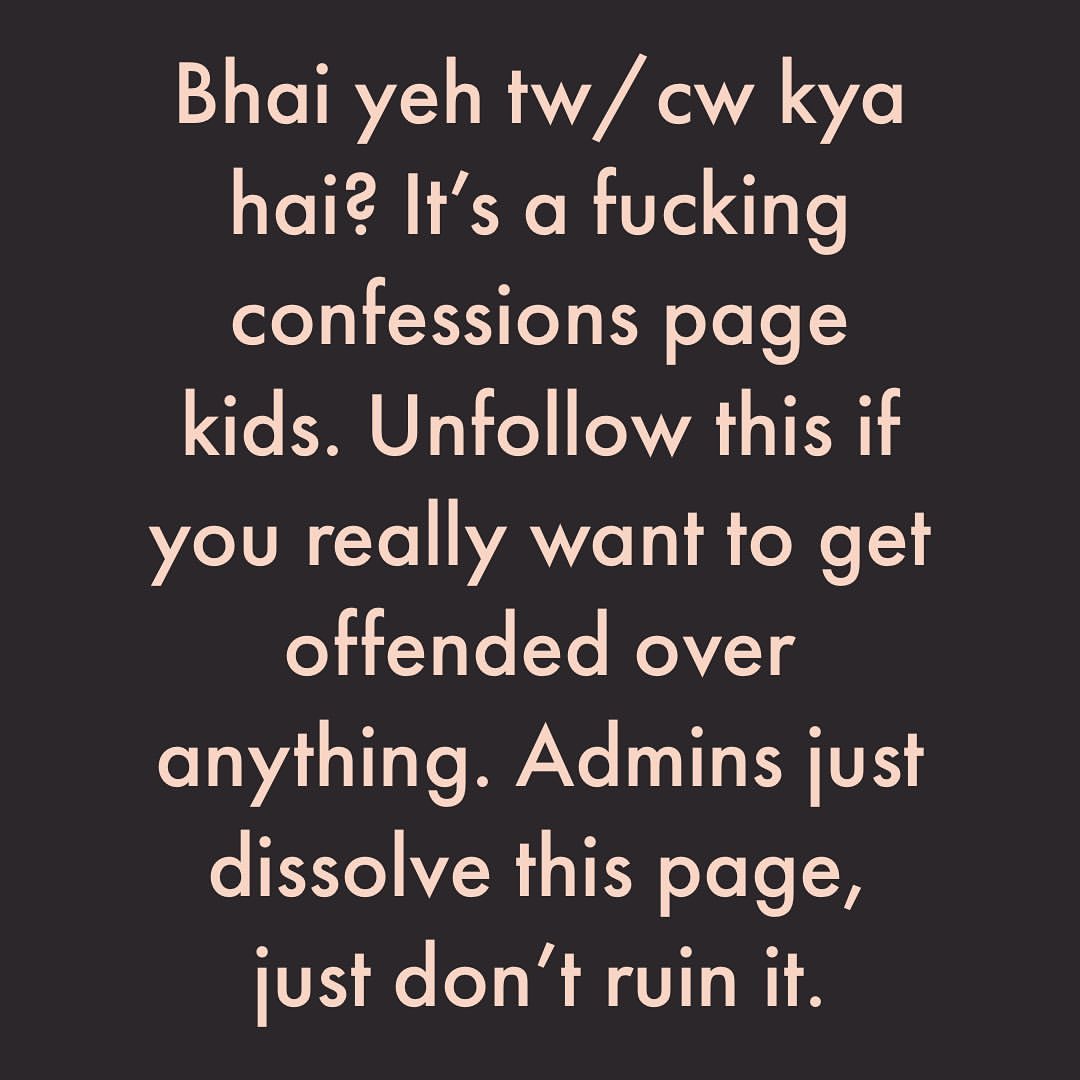 Bhai yeh tw/cw kya
hai? It’s a fucking
confessions page
kids. Unfollow this if
you really want to get
offended over
anything. Admins just
dissolve this page,
just don’t ruin it.